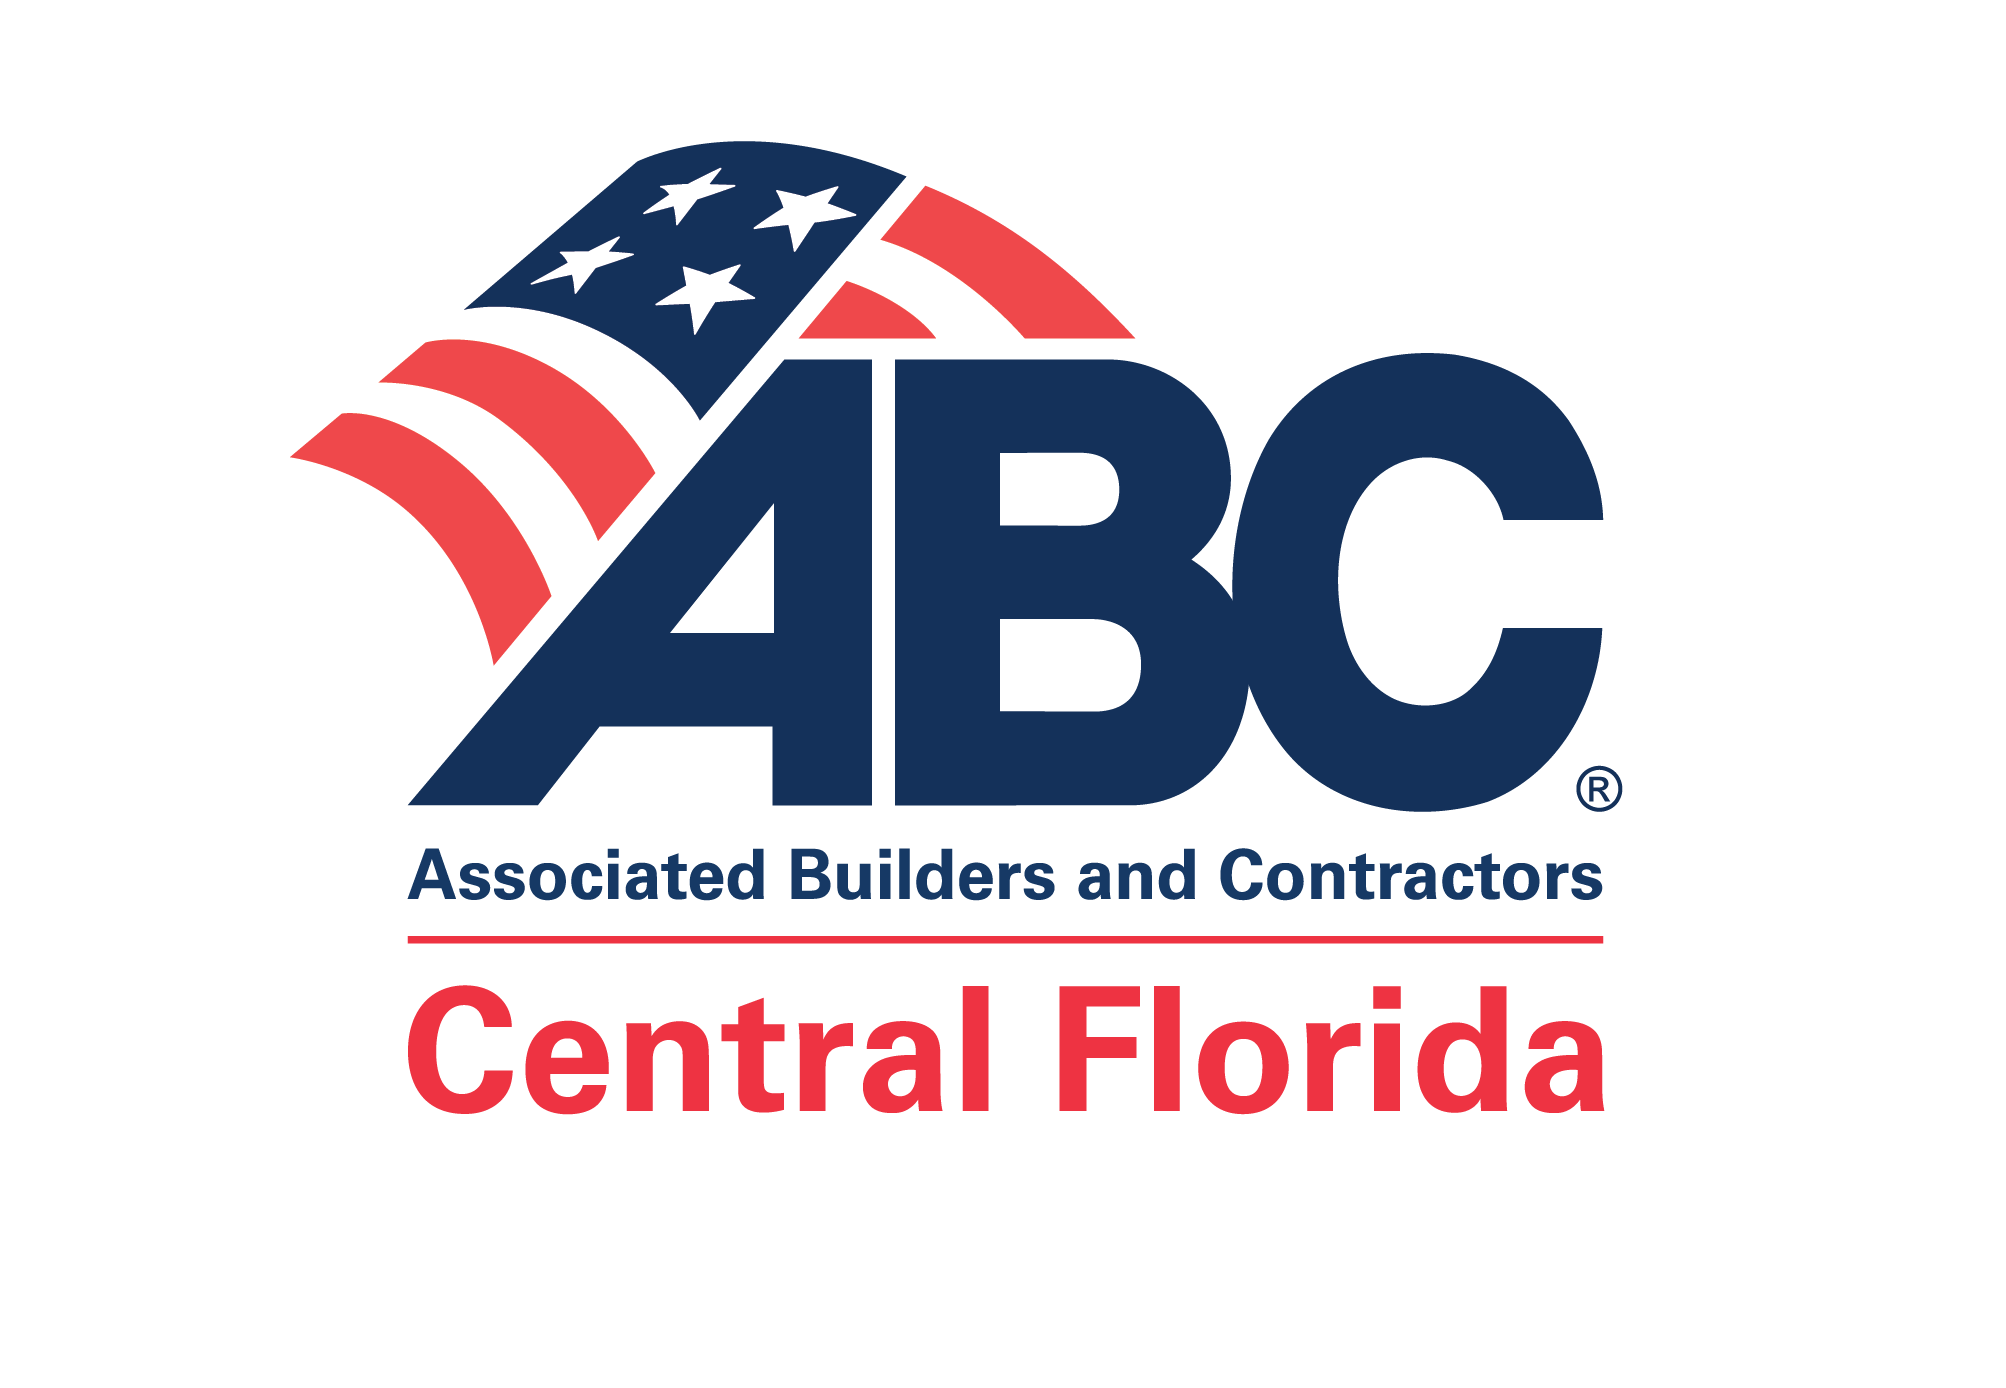 ABC®
Associated Builders and Contractors
Central Florida